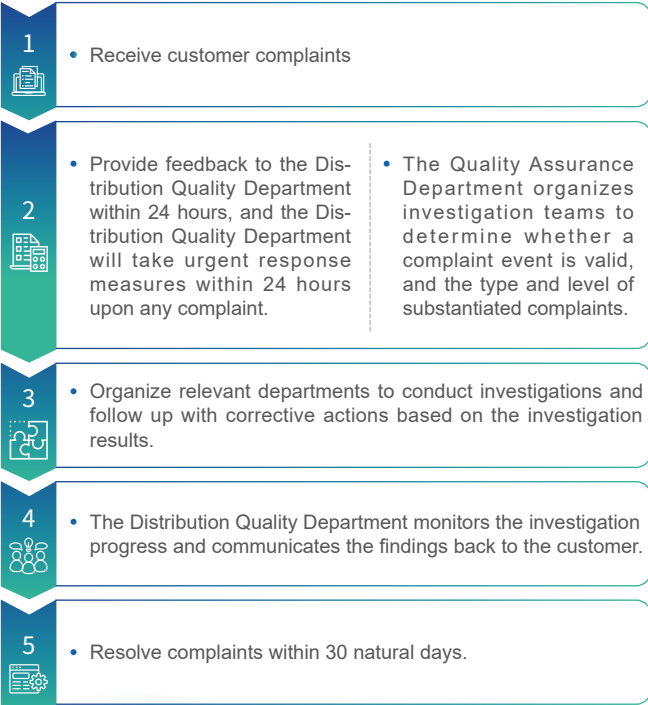 1
• Receive customer complaints
2
• Provide feedback to the Dis-
tribution Quality Department
within 24 hours, and the Dis-
tribution Quality Department
will take urgent response
measures within 24 hours
upon any complaint.
• The Quality Assurance
Department organizes
investigation teams to
determine whether a
complaint event is valid,
and the type and level of
substantiated complaints.
3
• Organize relevant departments to conduct investigations and
follow up with corrective actions based on the investigation
results.
4
• The Distribution Quality Department monitors the investigation
progress and communicates the findings back to the customer.
5
• Resolve complaints within 30 natural days.